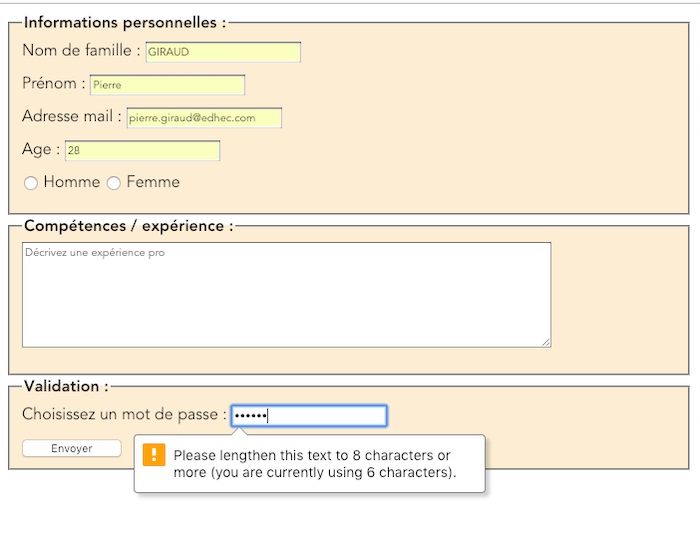 Informations personnelles :
Nom de famille : GIRAUD
Prénom : Pierre
Adresse mail : pierre.giraud@edhec.com
Age : 28
Homme Femme
Compétences / expérience :
Décrivez une expérience pro
Validation :
Choisissez un mot de passe : ••••••
Envoyer
Please lengthen this text to 8 characters or
more (you are currently using 6 characters).